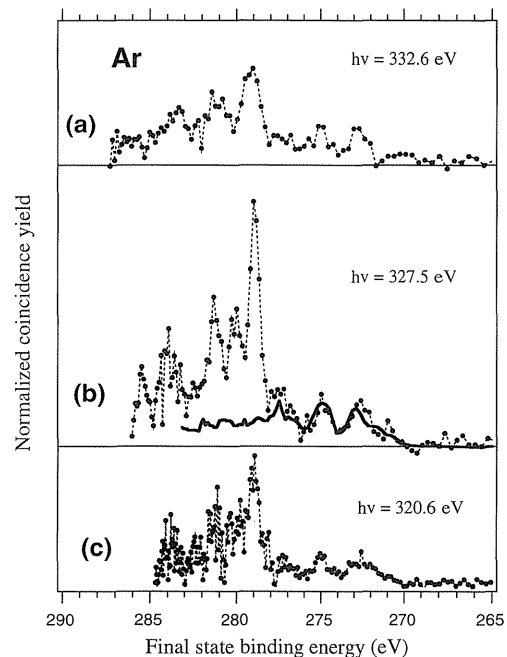 Ar
hν = 332.6 eV
(a)
hν = 327.5 eV
(b)
hν = 320.6 eV
(c)
Normalized coincidence yield
290 285 280 275 270 265
Final state binding energy (eV)